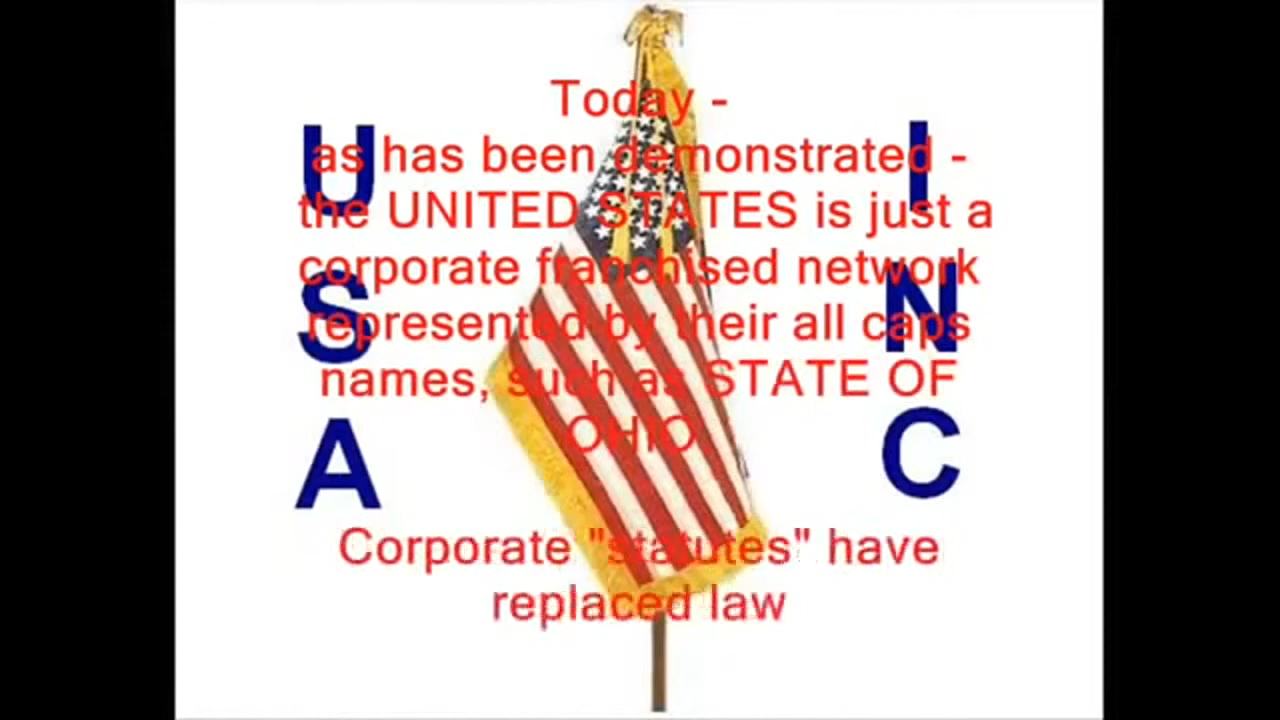 Today -
as has been demonstrated -
the UNITED STATES is just a
corporate franchised network
represented by their all caps
names, such as STATE OF
OHIO
Corporate "statutes" have
replaced law
U
S
A
I
N
C